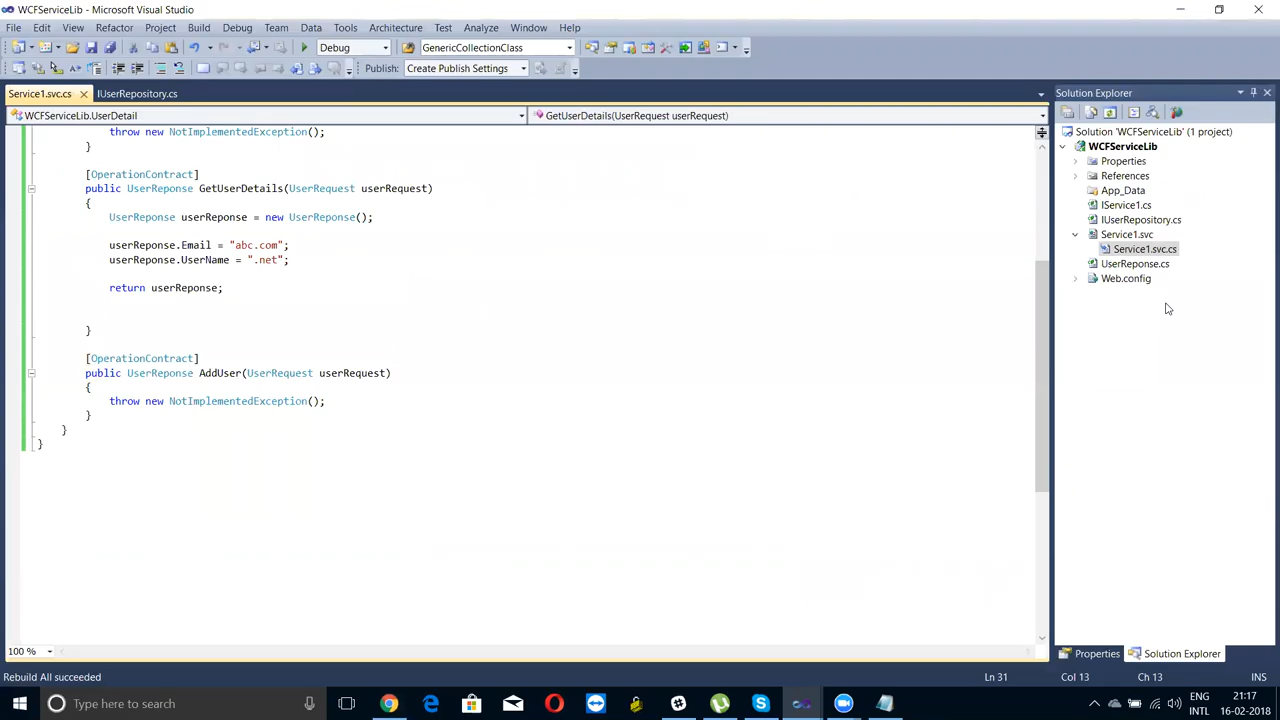 WCFServiceLib - Microsoft Visual Studio
File Edit View Refactor Project Build Debug Team Data Tools Architecture Test Analyze Window Help
Debug GenericCollectionClass
Publish: Create Publish Settings
Service1.svc.cs IUserRepository.cs
WCFServiceLib.UserDetail GetUserDetails(UserRequest userRequest)
throw new NotImplementedException();
}
[OperationContract]
public UserReponse GetUserDetails(UserRequest userRequest)
{
UserReponse userReponse = new UserReponse();
userReponse.Email = "abc.com";
userReponse.UserName = ".net";
return userReponse;
}
[OperationContract]
public UserReponse AddUser(UserRequest userRequest)
{
throw new NotImplementedException();
}
}
}
100 %
Solution Explorer
Solution 'WCFServiceLib' (1 project)
WCFServiceLib
Properties
References
App_Data
IService1.cs
IUserRepository.cs
Service1.svc
Service1.svc.cs
UserReponse.cs
Web.config
Properties Solution Explorer
Rebuild All succeeded Ln 31 Col 13 Ch 13 INS
Type here to search
ENG 21:17
INTL 16-02-2018